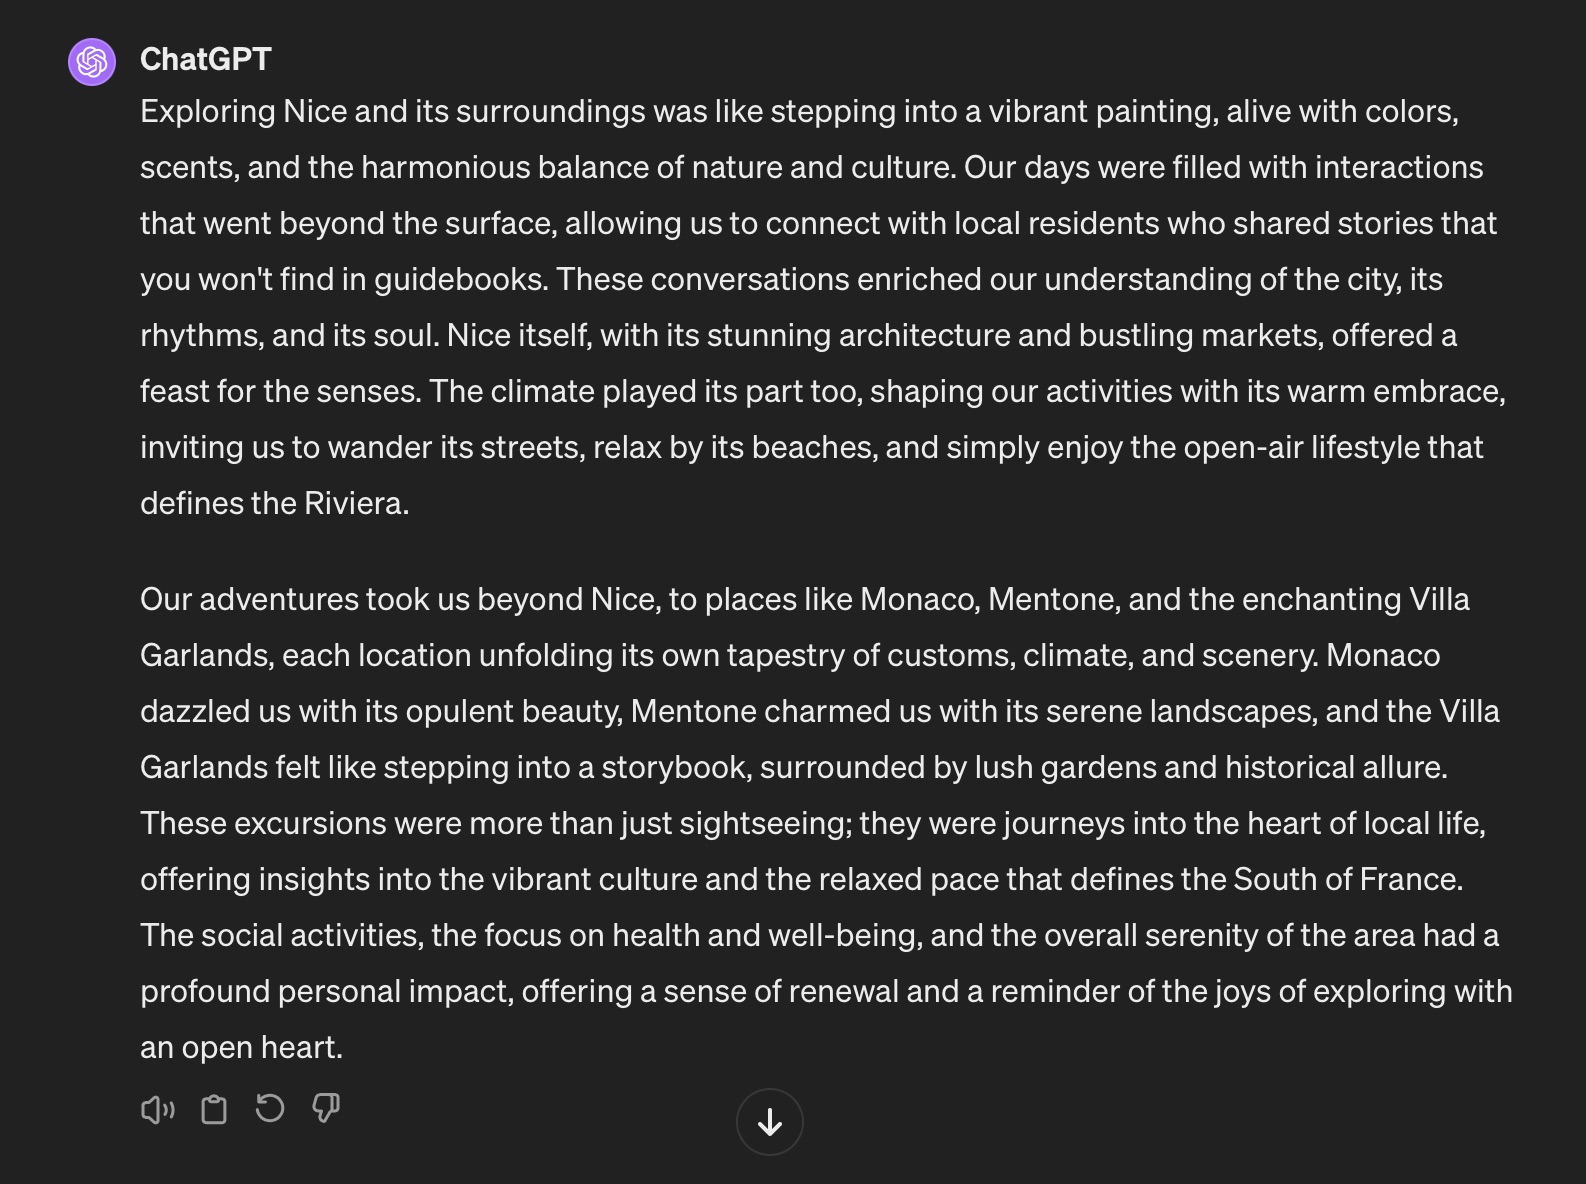 ChatGPT
Exploring Nice and its surroundings was like stepping into a vibrant painting, alive with colors,
scents, and the harmonious balance of nature and culture. Our days were filled with interactions
that went beyond the surface, allowing us to connect with local residents who shared stories that
you won't find in guidebooks. These conversations enriched our understanding of the city, its
rhythms, and its soul. Nice itself, with its stunning architecture and bustling markets, offered a
feast for the senses. The climate played its part too, shaping our activities with its warm embrace,
inviting us to wander its streets, relax by its beaches, and simply enjoy the open-air lifestyle that
defines the Riviera.
Our adventures took us beyond Nice, to places like Monaco, Mentone, and the enchanting Villa
Garlands, each location unfolding its own tapestry of customs, climate, and scenery. Monaco
dazzled us with its opulent beauty, Mentone charmed us with its serene landscapes, and the Villa
Garlands felt like stepping into a storybook, surrounded by lush gardens and historical allure.
These excursions were more than just sightseeing; they were journeys into the heart of local life,
offering insights into the vibrant culture and the relaxed pace that defines the South of France.
The social activities, the focus on health and well-being, and the overall serenity of the area had a
profound personal impact, offering a sense of renewal and a reminder of the joys of exploring with
an open heart.